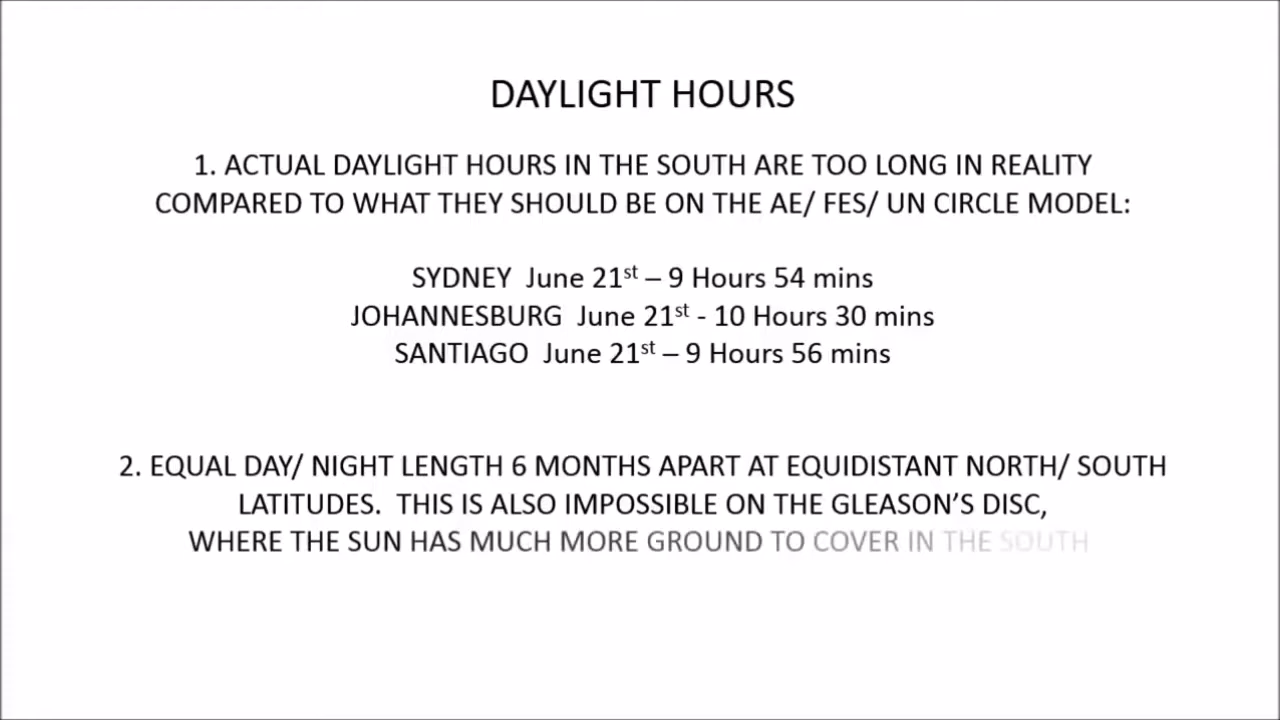 DAYLIGHT HOURS
1. ACTUAL DAYLIGHT HOURS IN THE SOUTH ARE TOO LONG IN REALITY
COMPARED TO WHAT THEY SHOULD BE ON THE AE/ FES/ UN CIRCLE MODEL:
SYDNEY  June 21st – 9 Hours 54 mins
JOHANNESBURG  June 21st - 10 Hours 30 mins
SANTIAGO  June 21st – 9 Hours 56 mins
2. EQUAL DAY/ NIGHT LENGTH 6 MONTHS APART AT EQUIDISTANT NORTH/ SOUTH
LATITUDES.  THIS IS ALSO IMPOSSIBLE ON THE GLEASON’S DISC,
WHERE THE SUN HAS MUCH MORE GROUND TO COVER IN THE SOUTH